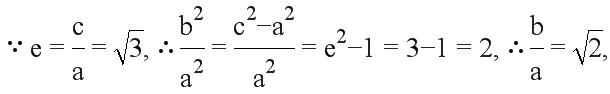 ∵ e = c/a = √3, ∴ b²/a² = (c²−a²)/a² = e²−1 = 3−1 = 2, ∴ b/a = √2,